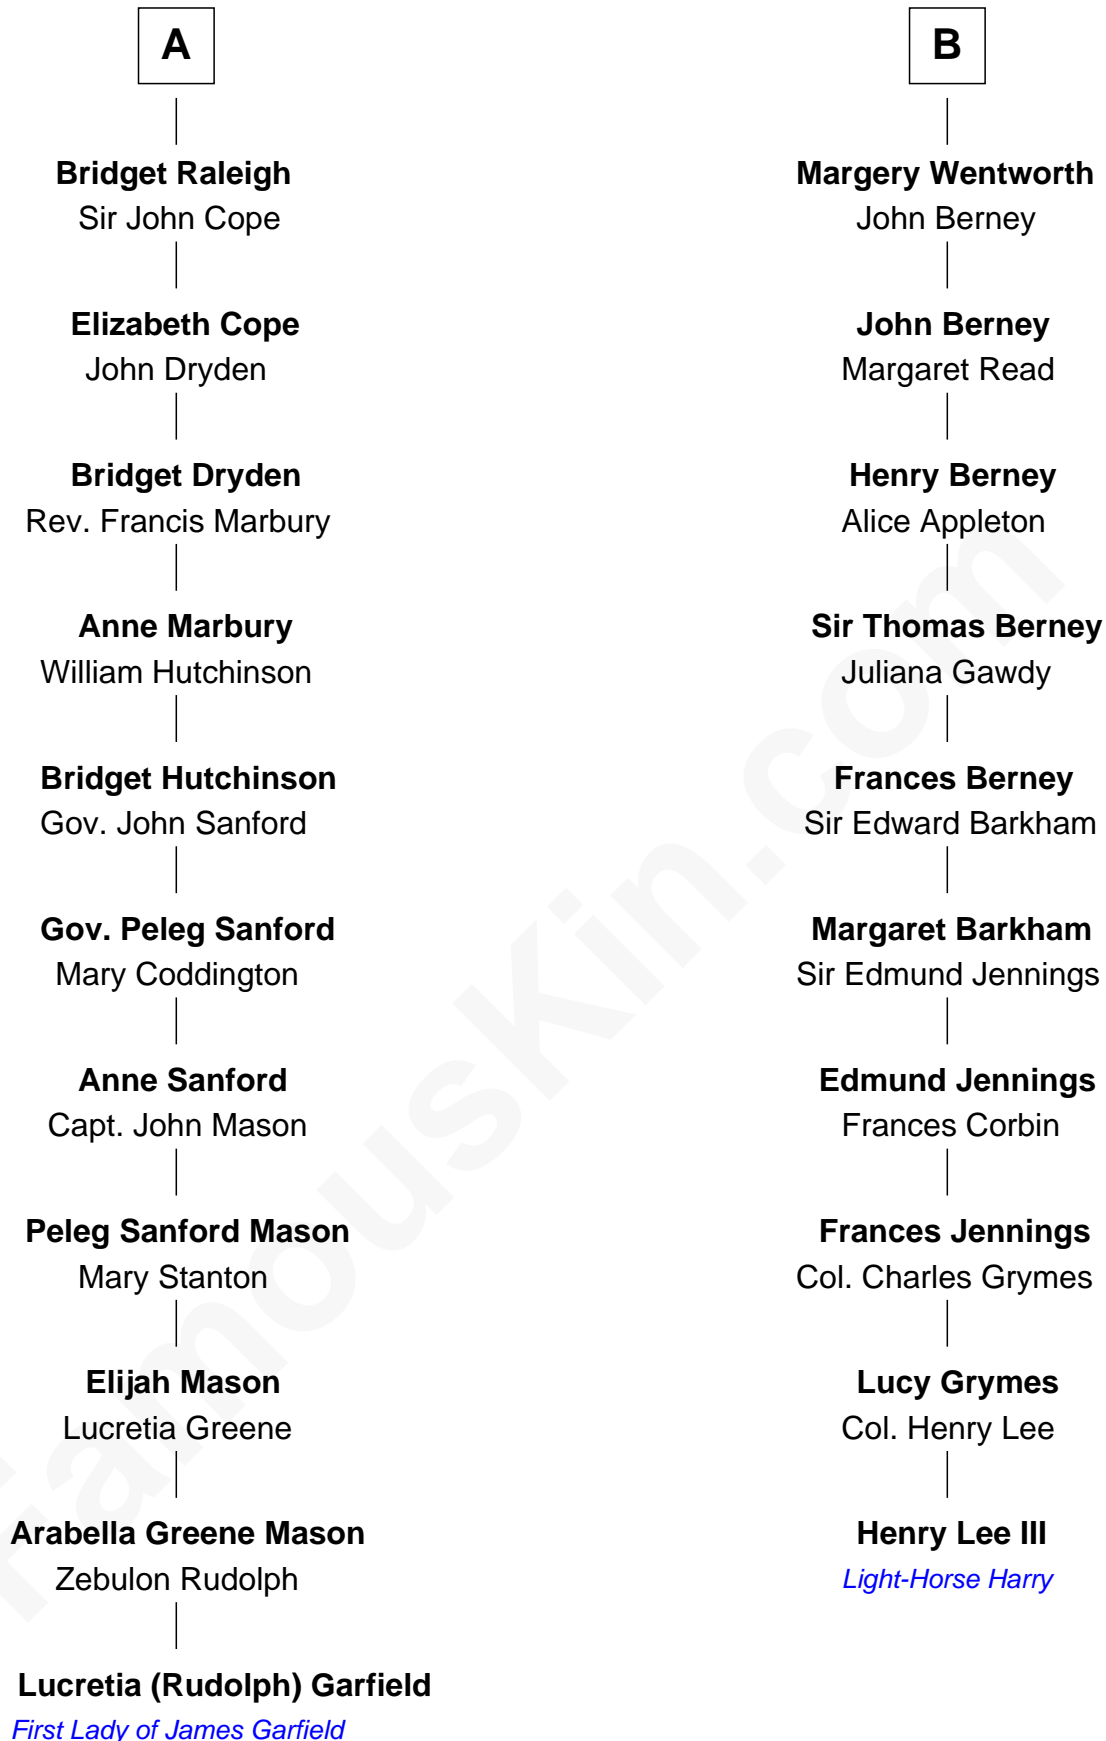 A
Bridget Raleigh
Sir John Cope
Elizabeth Cope
John Dryden
Bridget Dryden
Rev. Francis Marbury
Anne Marbury
William Hutchinson
Bridget Hutchinson
Gov. John Sanford
Gov. Peleg Sanford
Mary Coddington
Anne Sanford
Capt. John Mason
Peleg Sanford Mason
Mary Stanton
Elijah Mason
Lucretia Greene
Arabella Greene Mason
Zebulon Rudolph
Lucretia (Rudolph) Garfield
First Lady of James Garfield
B
Margery Wentworth
John Berney
John Berney
Margaret Read
Henry Berney
Alice Appleton
Sir Thomas Berney
Juliana Gawdy
Frances Berney
Sir Edward Barkham
Margaret Barkham
Sir Edmund Jennings
Edmund Jennings
Frances Corbin
Frances Jennings
Col. Charles Grymes
Lucy Grymes
Col. Henry Lee
Henry Lee III
Light-Horse Harry
FamousKin.com